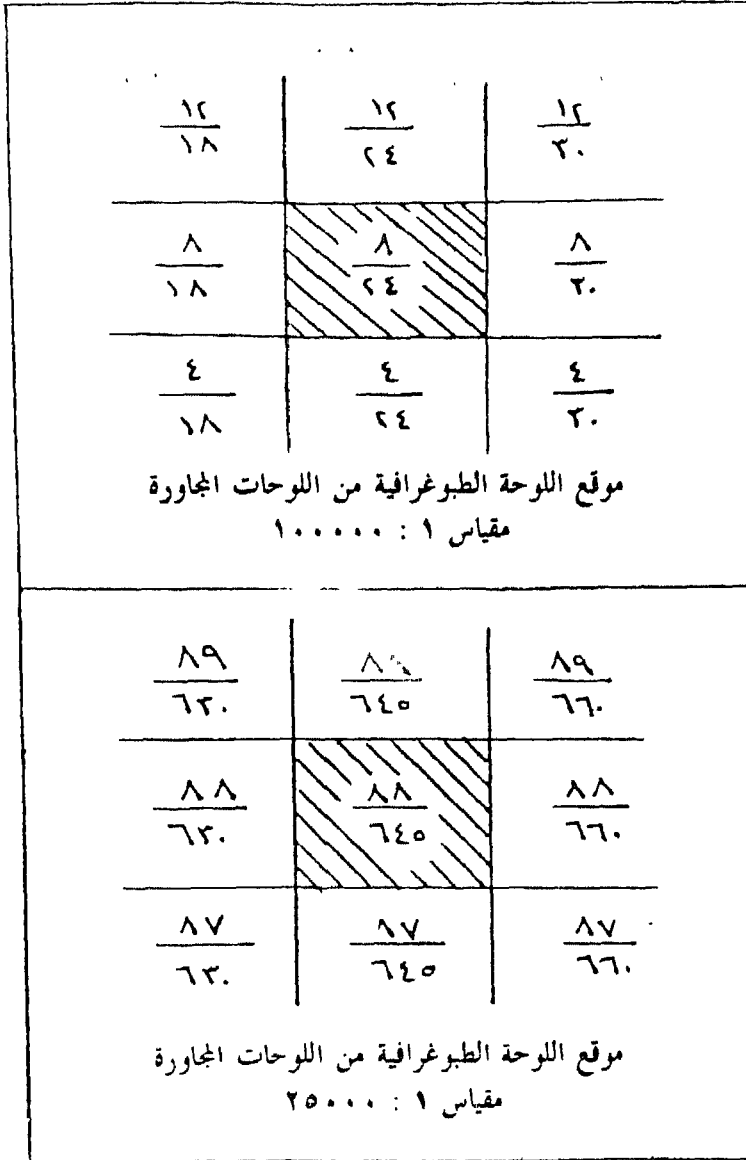 ١٢ ١٢ ١٢
٣٠ ٢٤ ١٨
٨ ٨ ٨
٣٠ ٢٤ ١٨
٤ ٤ ٤
٣٠ ٢٤ ١٨
موقع اللوحة الطبوغرافية من اللوحات المجاورة
مقياس ١ : ١٠٠٠٠٠
٨٩ ٨٩ ٨٩
٦٦٠ ٦٤٥ ٦٣٠
٨٨ ٨٨ ٨٨
٦٦٠ ٦٤٥ ٦٣٠
٨٧ ٨٧ ٨٧
٦٦٠ ٦٤٥ ٦٣٠
موقع اللوحة الطبوغرافية من اللوحات المجاورة
مقياس ١ : ٢٥٠٠٠